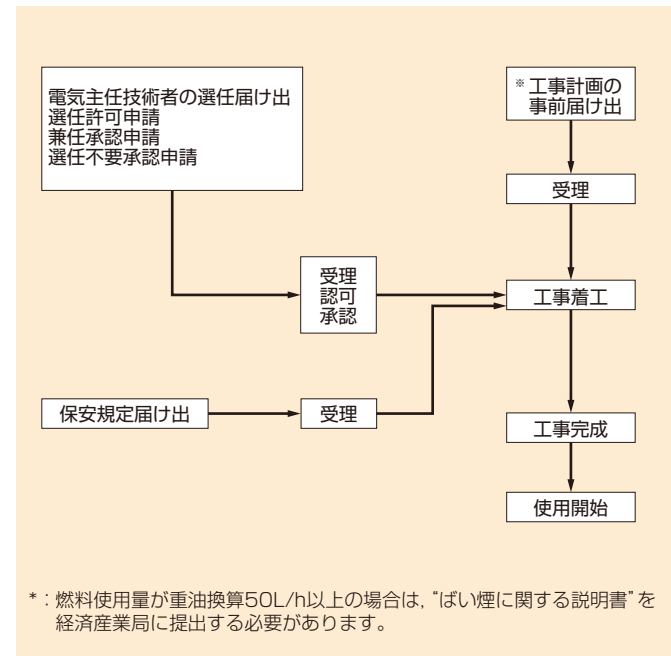 電気主任技術者の選任届け出
選任許可申請
兼任承認申請
選任不要承認申請
※工事計画の
事前届け出
受理
受理
認可
承認
工事着工
保安規定届け出
受理
工事完成
使用開始
*：燃料使用量が重油換算50L/h以上の場合は，“ばい煙に関する説明書”を
経済産業局に提出する必要があります。